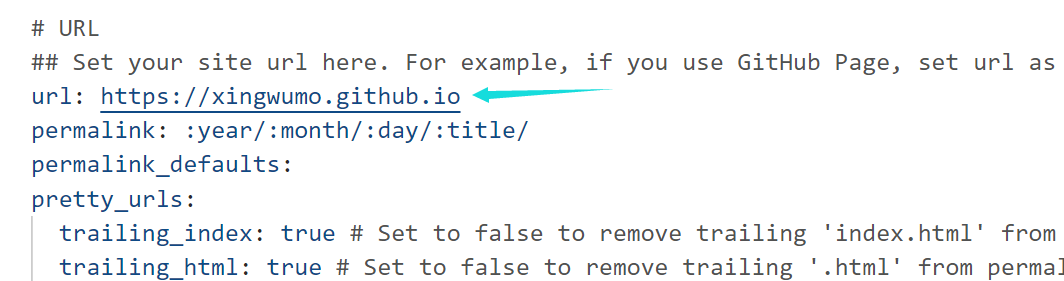 # URL
## Set your site url here. For example, if you use GitHub Page, set url as
url: https://xingwumo.github.io
permalink: :year/:month/:day/:title/
permalink_defaults:
pretty_urls:
trailing_index: true # Set to false to remove trailing 'index.html' from
trailing_html: true # Set to false to remove trailing '.html' from